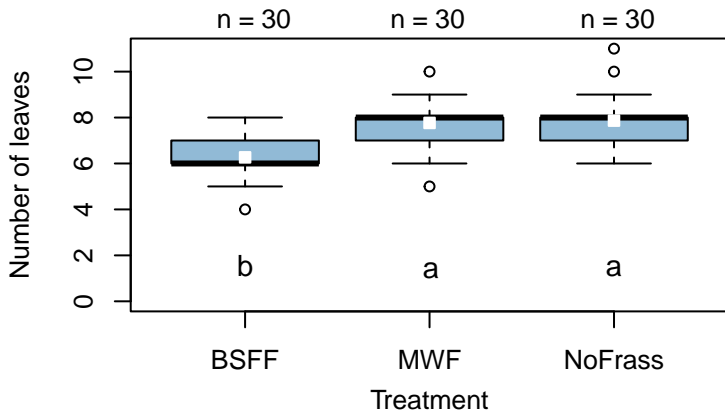 n = 30 n = 30 n = 30
Number of leaves
10
8
6
4
2
0
b a a
BSFF MWF NoFrass
Treatment